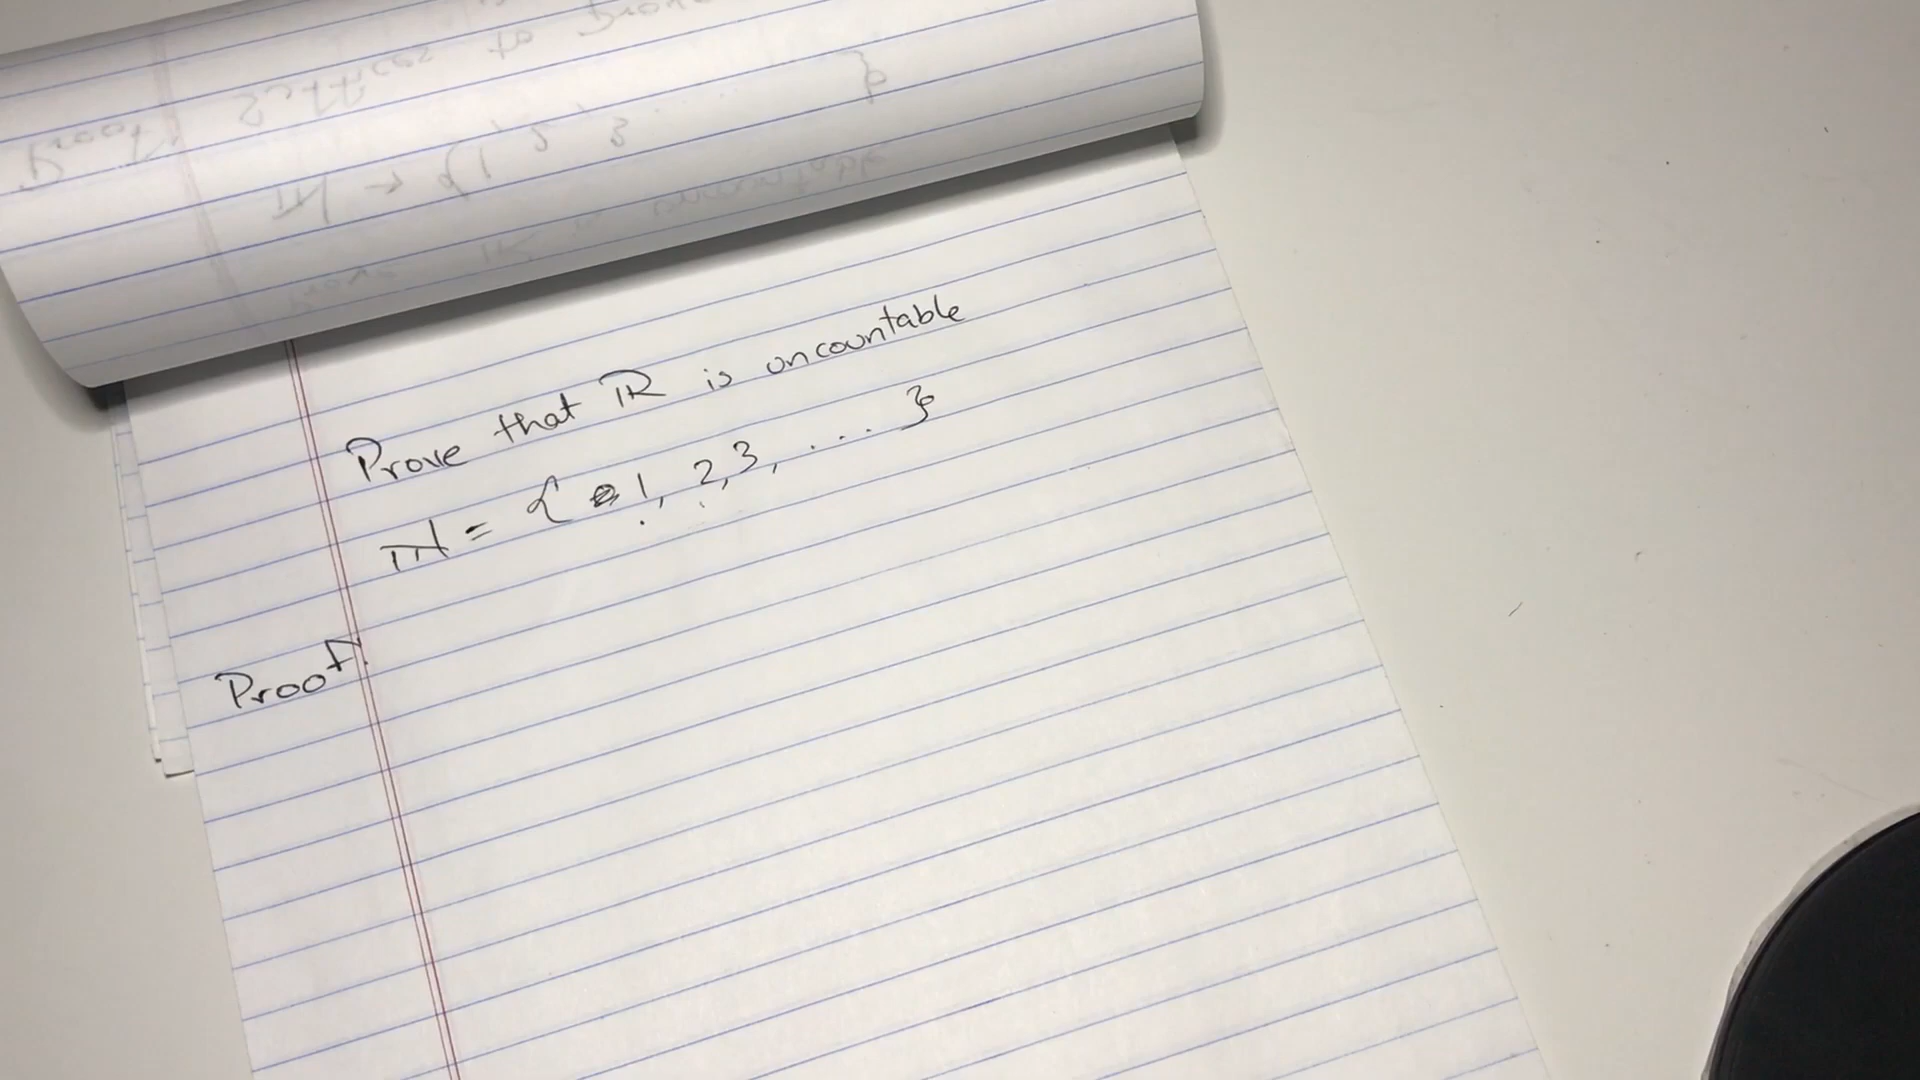 Prove that ℝ is uncountable
ℕ = { 1, 2, 3, .... }
Proof: